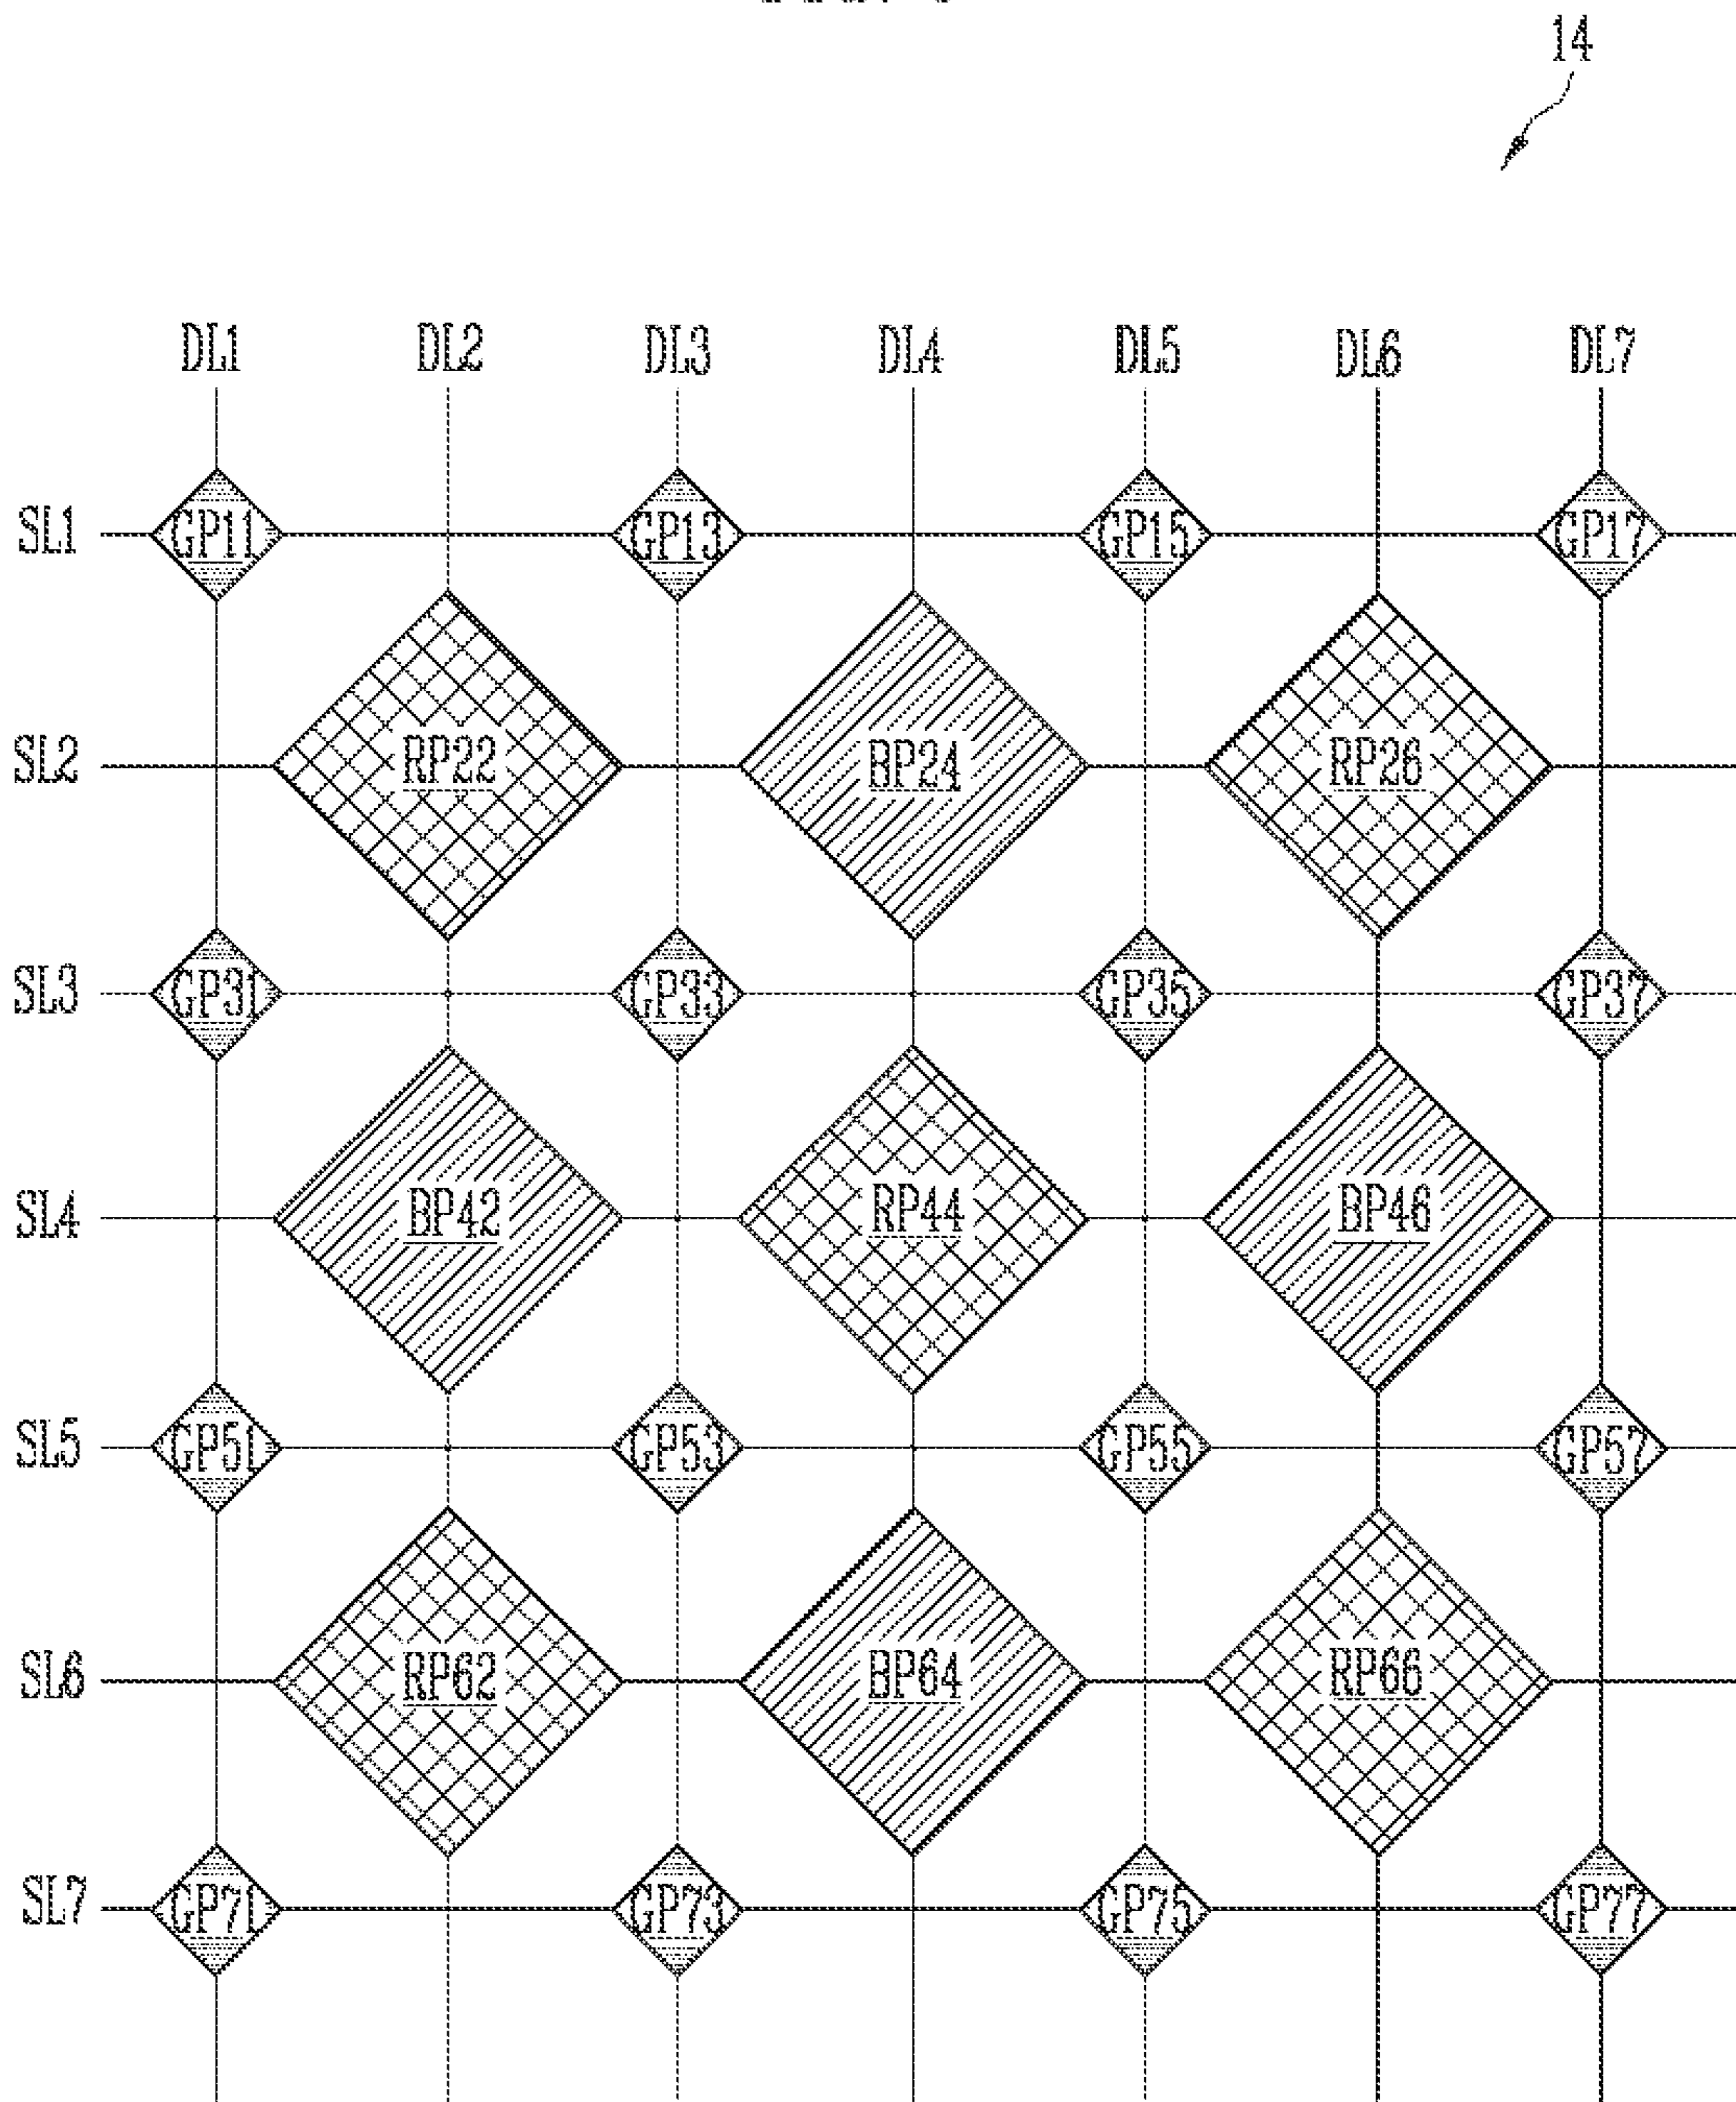 14
DL1 DL2 DL3 DL4 DL5 DL6 DL7
SL1 GP11 GP13 GP15 GP17
SL2 RP22 BP24 RP26
SL3 GP31 GP33 GP35 GP37
SL4 BP42 RP44 BP46
SL5 GP51 GP53 GP55 GP57
SL6 RP62 BP64 RP66
SL7 GP71 GP73 GP75 GP77